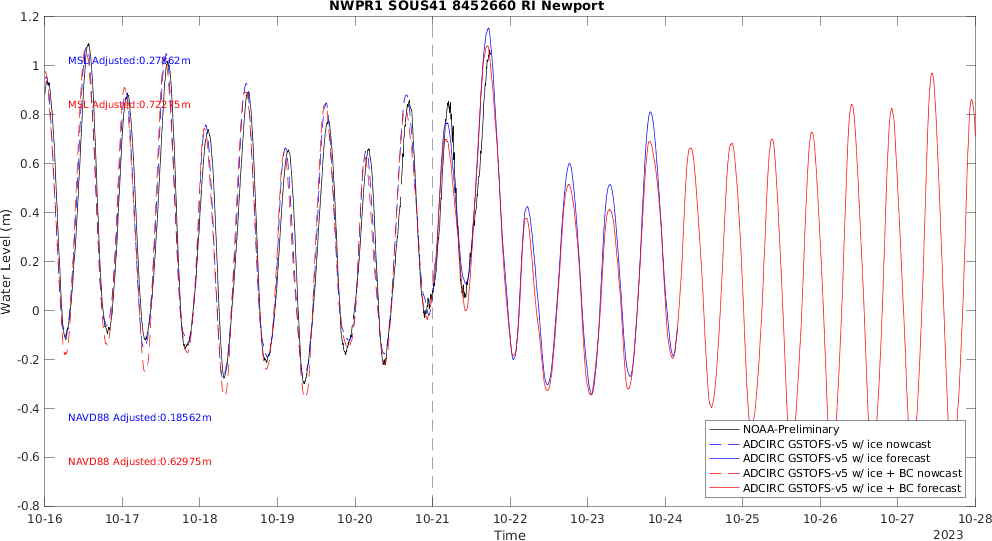 NWPR1 SOUS41 8452660 RI Newport
1.2
1
0.8
0.6
0.4
0.2
0
-0.2
-0.4
-0.6
-0.8
Water Level (m)
MSL Adjusted:0.27862m
MSL Adjusted:0.72275m
NAVD88 Adjusted:0.18562m
NAVD88 Adjusted:0.62975m
NOAA-Preliminary
ADCIRC GSTOFS-v5 w/ ice nowcast
ADCIRC GSTOFS-v5 w/ ice forecast
ADCIRC GSTOFS-v5 w/ ice + BC nowcast
ADCIRC GSTOFS-v5 w/ ice + BC forecast
10-16 10-17 10-18 10-19 10-20 10-21 10-22 10-23 10-24 10-25 10-26 10-27 10-28
Time
2023